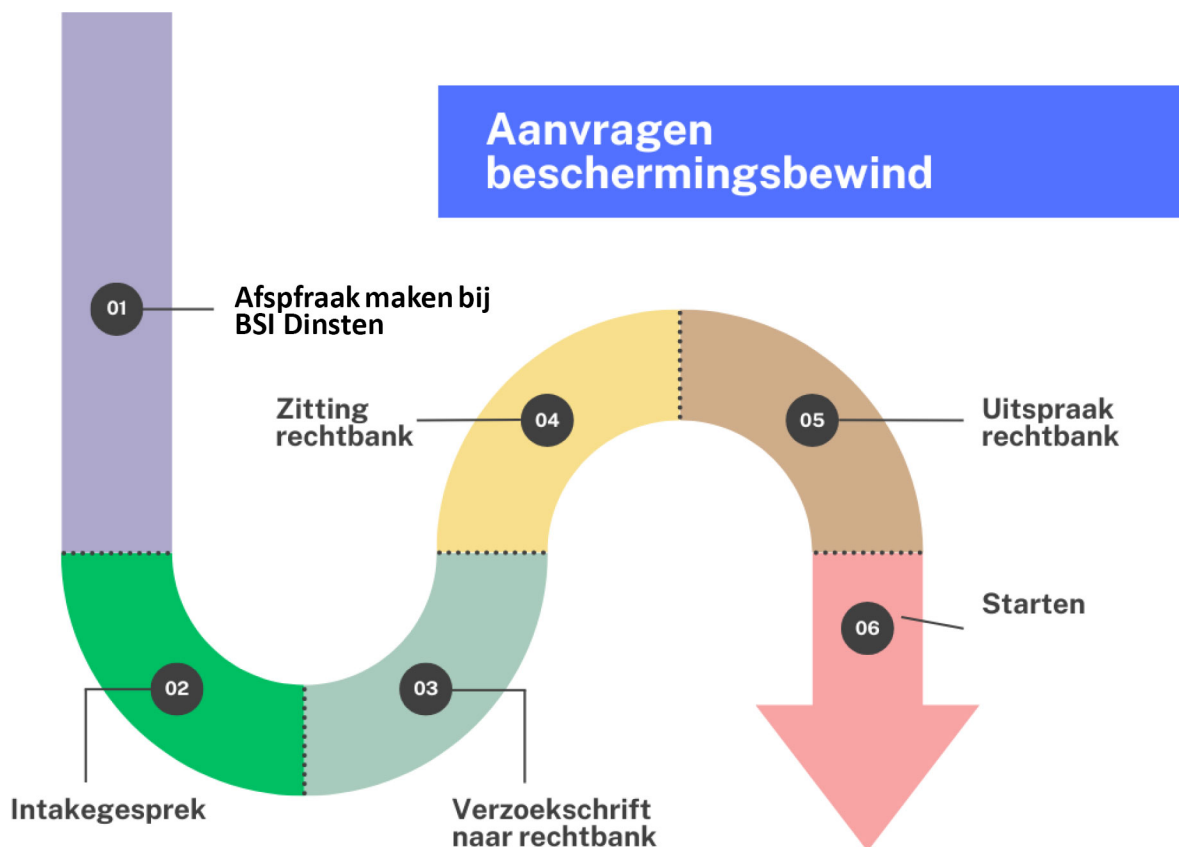 Aanvragen
beschermingsbewind
01
Afspfraak maken bij
BSI Dinsten
02
Intakegesprek
03
Verzoekschrift
naar rechtbank
04
Zitting
rechtbank
05
Uitspraak
rechtbank
06
Starten